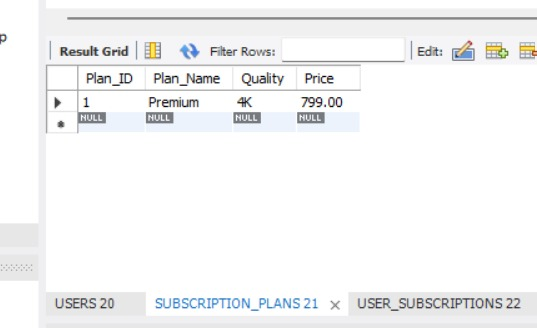 p
Result Grid Filter Rows: Edit:
Plan_ID Plan_Name Quality Price
1 Premium 4K 799.00
NULL NULL NULL NULL
USERS 20 SUBSCRIPTION_PLANS 21 USER_SUBSCRIPTIONS 22